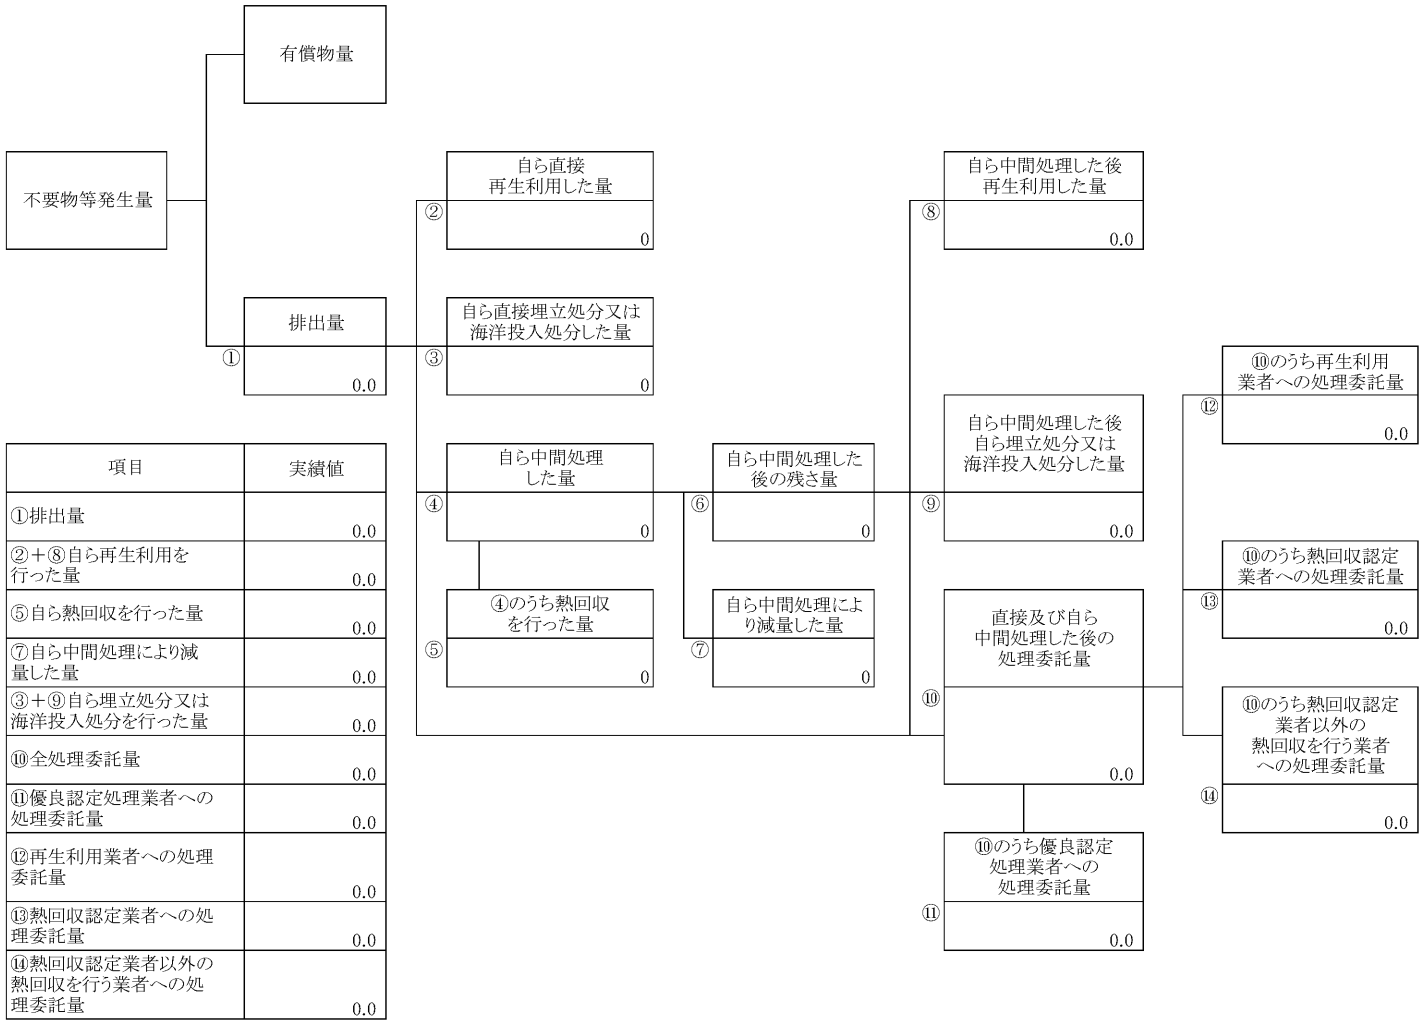 有償物量
不要物等発生量
排出量
①
0.0
自ら直接
再生利用した量
②
0
自ら直接埋立処分又は
海洋投入処分した量
③
0
自ら中間処理
した量
④
0
④のうち熱回収
を行った量
⑤
0
自ら中間処理した
後の残さ量
⑥
0
自ら中間処理によ
り減量した量
⑦
0
自ら中間処理した後
再生利用した量
⑧
0.0
自ら中間処理した後
自ら埋立処分又は
海洋投入処分した量
⑨
0.0
直接及び自ら
中間処理した後の
処理委託量
⑩
0.0
⑩のうち優良認定
処理業者への
処理委託量
⑪
0.0
⑩のうち再生利用
業者への処理委託量
⑫
0.0
⑩のうち熱回収認定
業者への処理委託量
⑬
0.0
⑩のうち熱回収認定
業者以外の
熱回収を行う業者
への処理委託量
⑭
0.0
項目 実績値
①排出量
0.0
②＋⑧自ら再生利用を
行った量
0.0
⑤自ら熱回収を行った量
0.0
⑦自ら中間処理により減
量した量
0.0
③＋⑨自ら埋立処分又は
海洋投入処分を行った量
0.0
⑩全処理委託量
0.0
⑪優良認定処理業者への
処理委託量
0.0
⑫再生利用業者への処理
委託量
0.0
⑬熱回収認定業者への処
理委託量
0.0
⑭熱回収認定業者以外の
熱回収を行う業者への処
理委託量
0.0